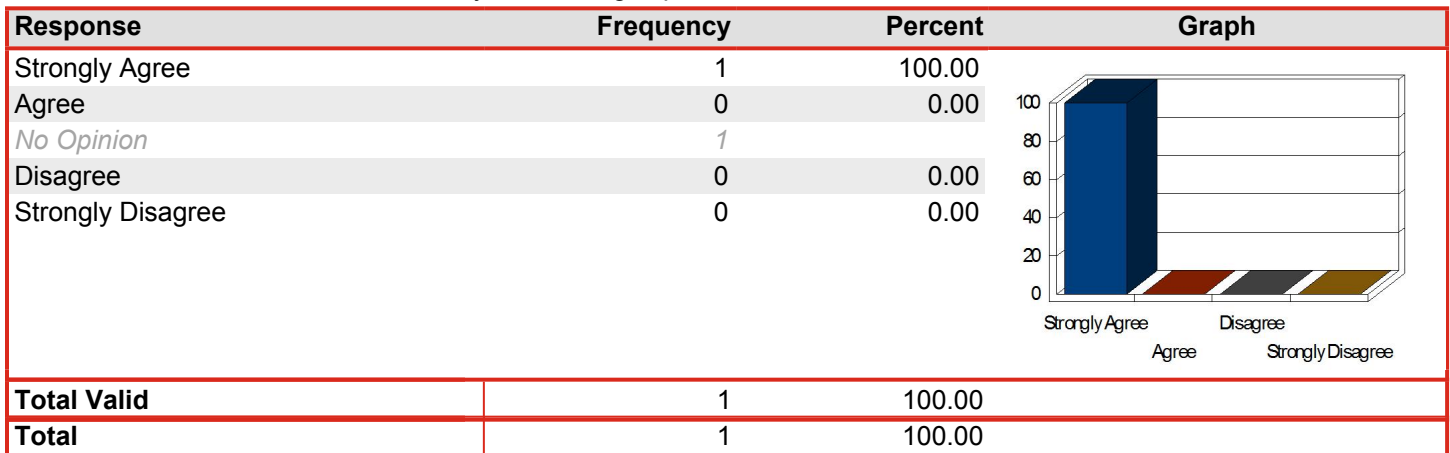 Response Frequency Percent Graph
Strongly Agree 1 100.00
Agree 0 0.00
No Opinion 1
Disagree 0 0.00
Strongly Disagree 0 0.00
100
80
60
40
20
0
Strongly Agree Disagree
Agree Strongly Disagree
Total Valid 1 100.00
Total 1 100.00